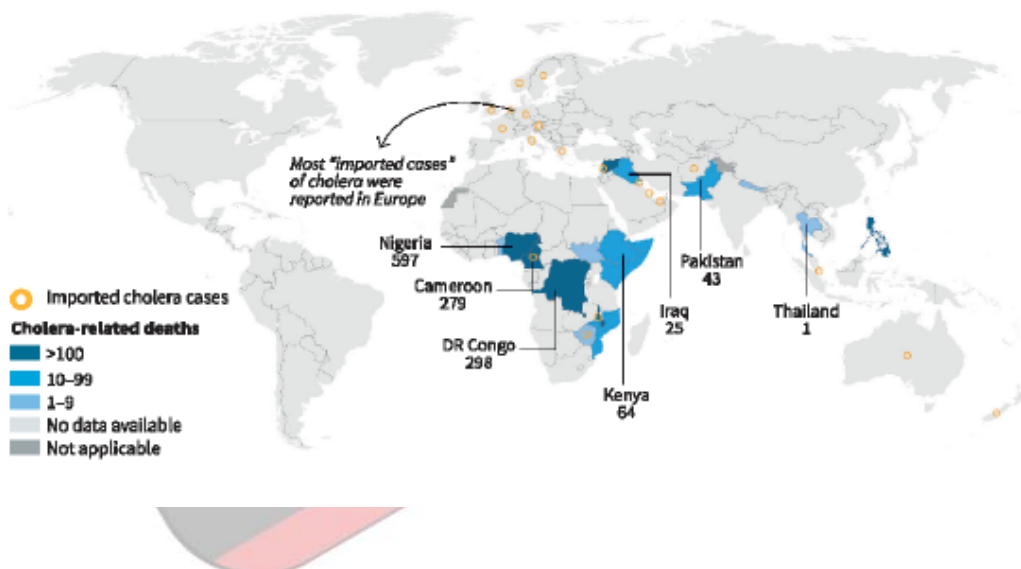 Most "imported cases"
of cholera were
reported in Europe
Nigeria
597
Cameroon
279
DR Congo
298
Kenya
64
Iraq
25
Pakistan
43
Thailand
1
Imported cholera cases
Cholera-related deaths
>100
10–99
1–9
No data available
Not applicable